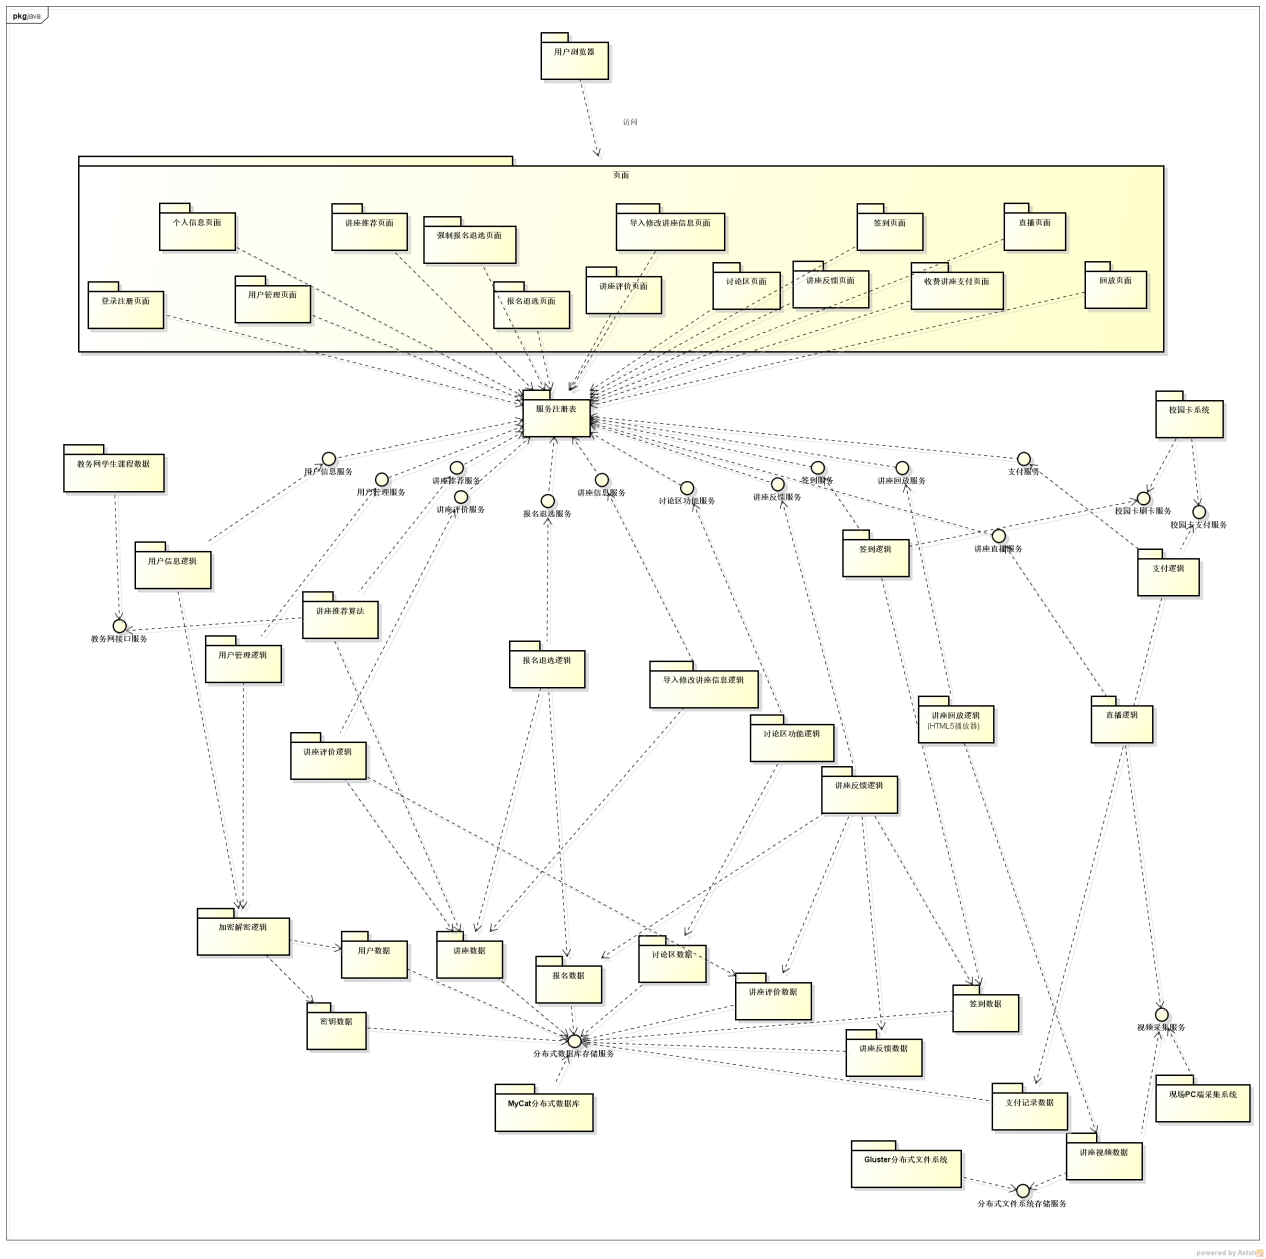 pkg java
用户浏览器
访问
页面
个人信息页面
讲座推荐页面
强制报名退选页面
导入修改讲座信息页面
签到页面
直播页面
登录注册页面
用户管理页面
报名退选页面
讲座评价页面
讨论区页面
讲座反馈页面
收费讲座支付页面
回放页面
服务注册表
校园卡系统
教务网学生课程数据
用户信息服务
用户管理服务
讲座推荐服务
讲座评价服务
报名退选服务
讲座信息服务
讨论区功能服务
讲座反馈服务
签到服务
讲座回放服务
支付服务
校园卡刷卡服务
校园卡支付服务
讲座直播服务
签到逻辑
支付逻辑
用户信息逻辑
讲座推荐算法
教务网接口服务
用户管理逻辑
报名退选逻辑
导入修改讲座信息逻辑
讲座回放逻辑
(HTML5播放器)
直播逻辑
讨论区功能逻辑
讲座评价逻辑
讲座反馈逻辑
加密解密逻辑
用户数据
讲座数据
报名数据
讨论区数据
讲座评价数据
签到数据
密钥数据
分布式数据库存储服务
讲座反馈数据
视频采集服务
MyCat分布式数据库
支付记录数据
现场PC端采集系统
讲座视频数据
Gluster分布式文件系统
分布式文件系统存储服务
powered by Astah